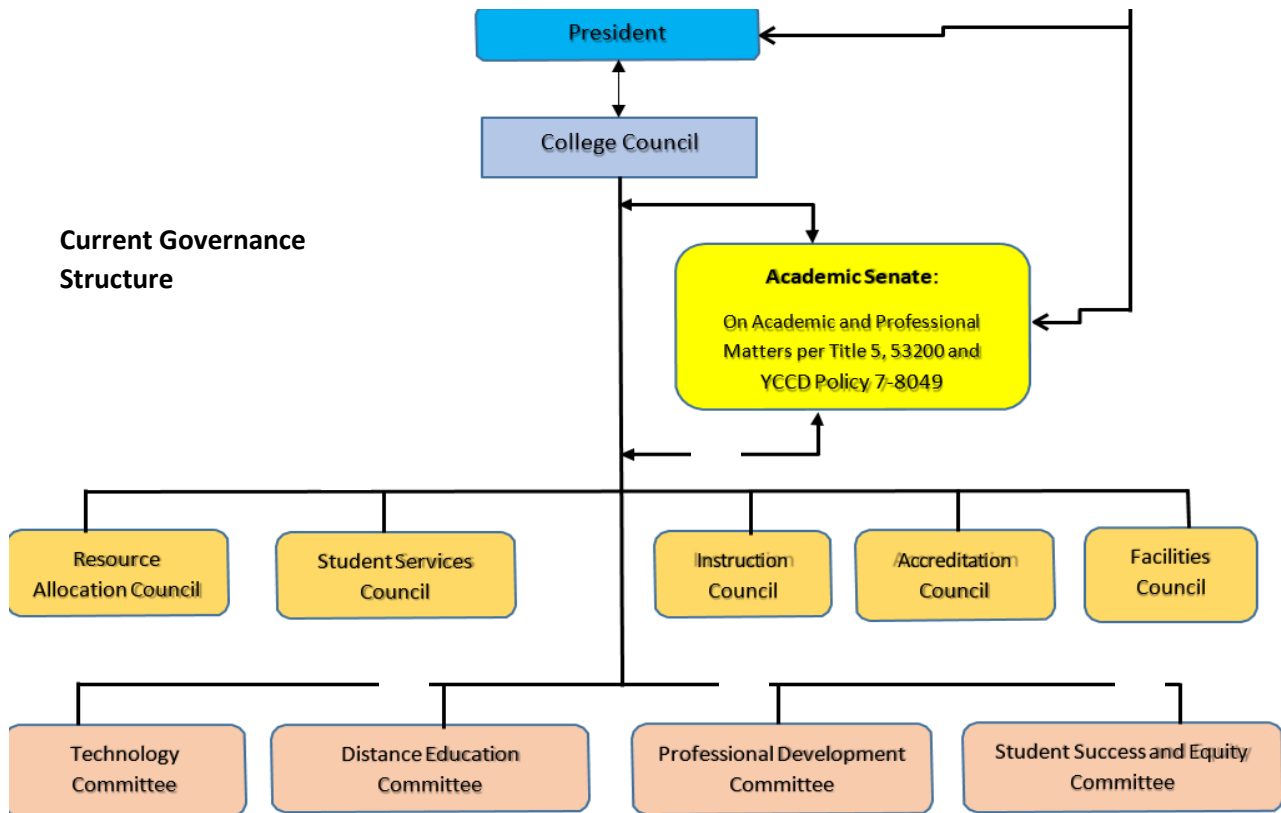 President
College Council
Current Governance
Structure
Academic Senate:
On Academic and Professional
Matters per Title 5, 53200 and
YCCD Policy 7-8049
Resource
Allocation Council
Student Services
Council
Instruction
Council
Accreditation
Council
Facilities
Council
Technology
Committee
Distance Education
Committee
Professional Development
Committee
Student Success and Equity
Committee